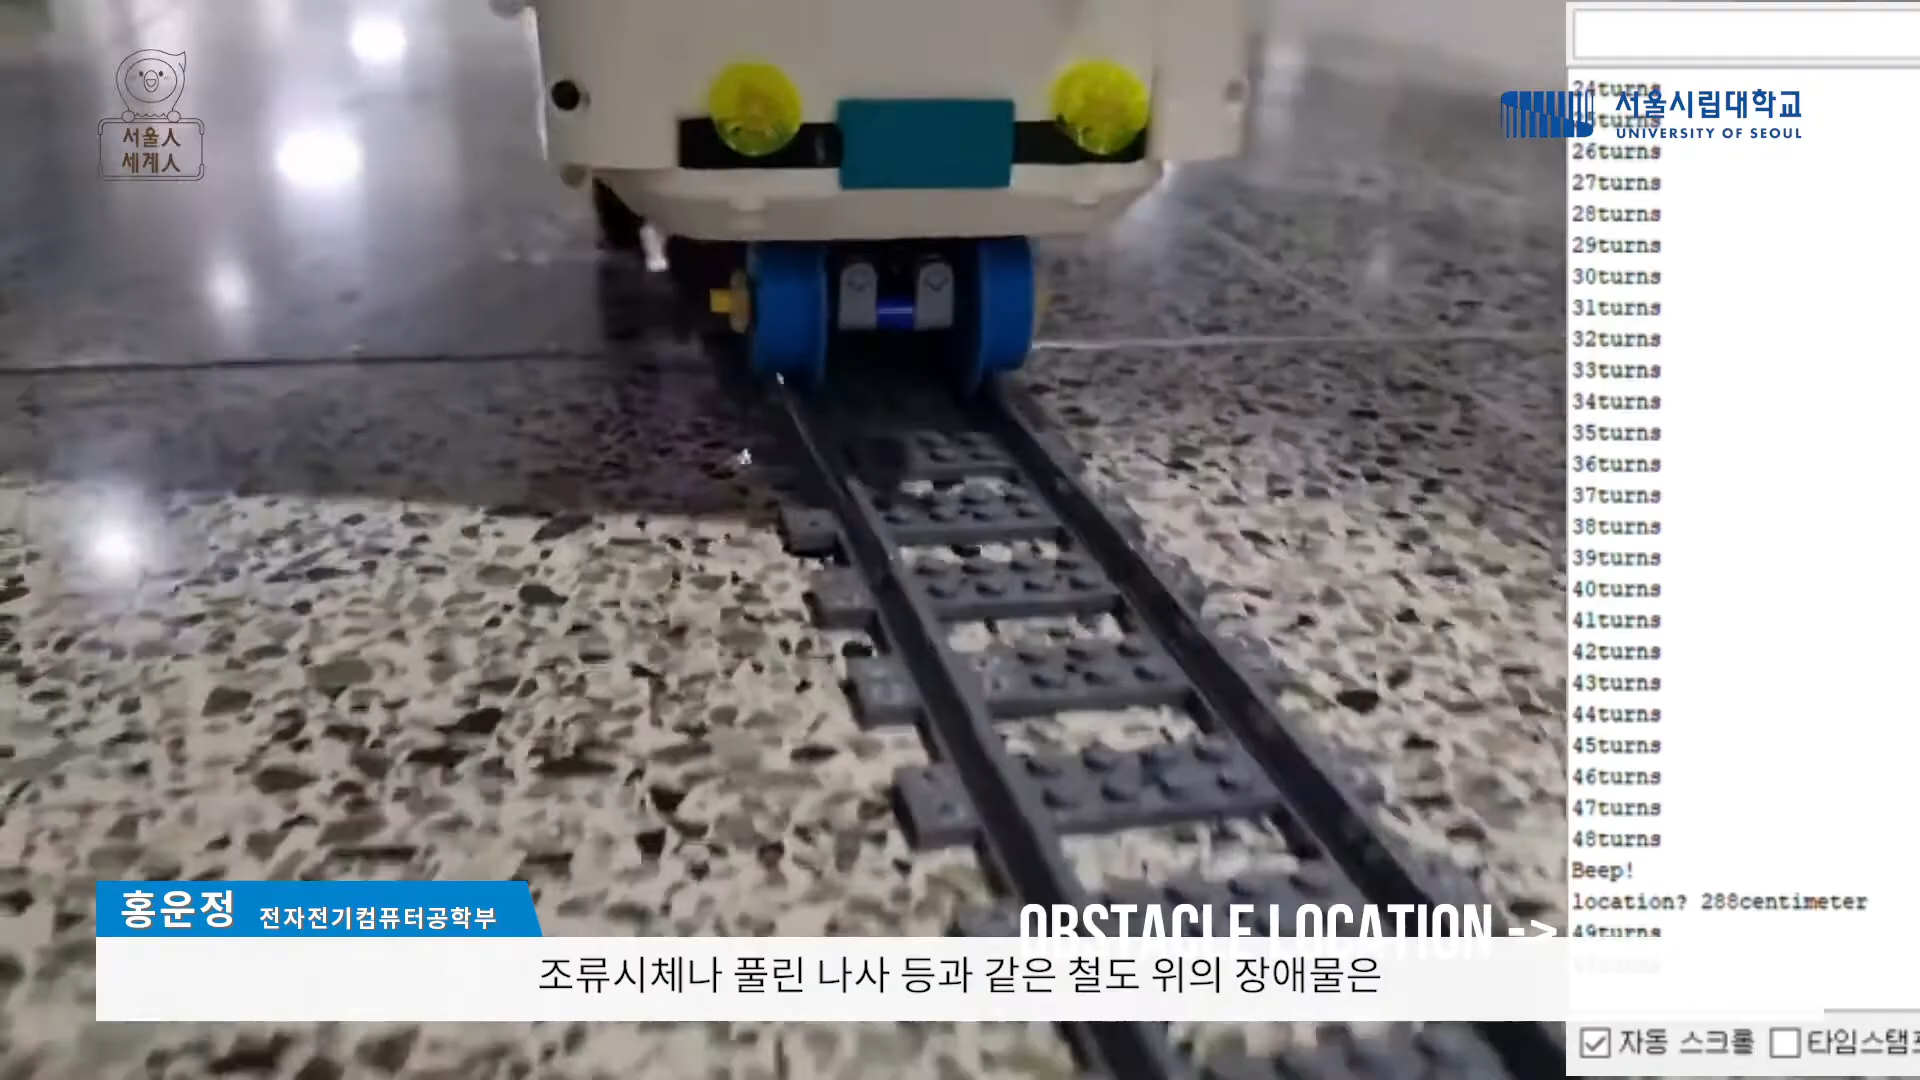 서울人
세계人
서울시립대학교
UNIVERSITY OF SEOUL
24turns
26turns
27turns
28turns
29turns
30turns
31turns
32turns
33turns
34turns
35turns
36turns
37turns
38turns
39turns
40turns
41turns
42turns
43turns
44turns
45turns
46turns
47turns
48turns
Beep!
location? 288centimeter
49turns
자동 스크롤
홍운정 전자전기컴퓨터공학부
OBSTACLE LOCATION ->
조류시체나 풀린 나사 등과 같은 철도 위의 장애물은